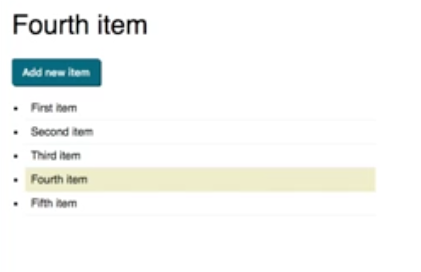 Fourth item
Add new item
First item
Second item
Third item
Fourth item
Fifth item